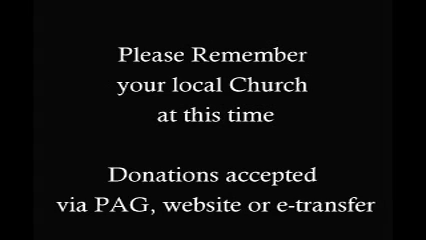 Please Remember
your local Church
at this time
Donations accepted
via PAG, website or e-transfer